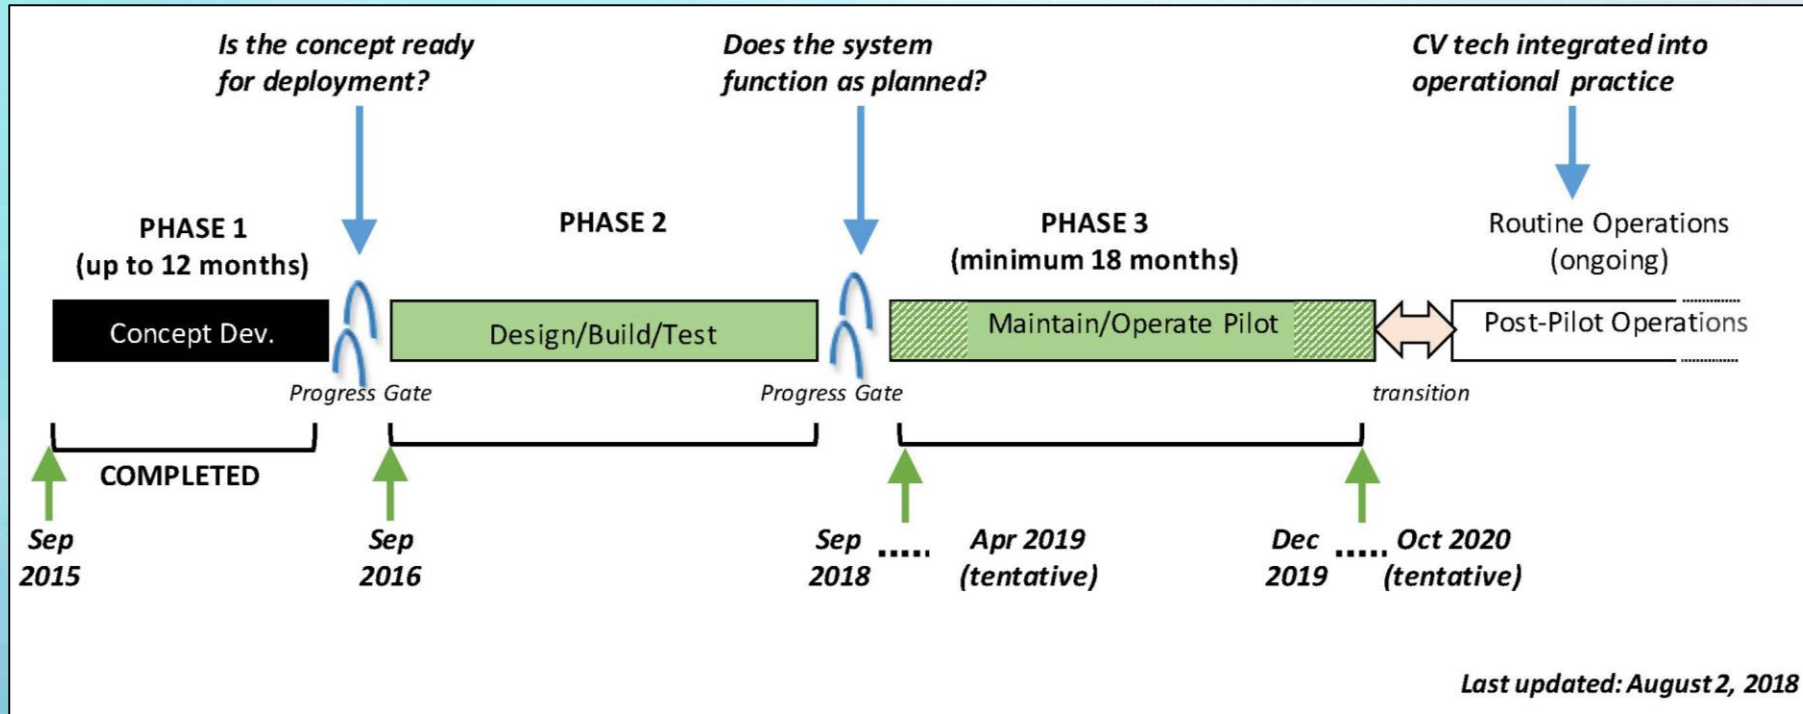 Is the concept ready
for deployment?
Does the system
function as planned?
CV tech integrated into
operational practice
PHASE 1
(up to 12 months)
PHASE 2
PHASE 3
(minimum 18 months)
Routine Operations
(ongoing)
Concept Dev.
Design/Build/Test
Maintain/Operate Pilot
Post-Pilot Operations
Progress Gate
Progress Gate
transition
COMPLETED
Sep
2015
Sep
2016
Sep
2018
.....
Apr 2019
(tentative)
Dec
2019
.....
Oct 2020
(tentative)
Last updated: August 2, 2018